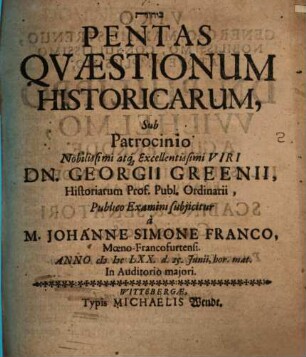 PENTAS
QVÆSTIONUM
HISTORICARUM,
Sub
Patrocinio
Nobilissimi atq; Excellentissimi VIRI
DN. GEORGII GREENII,
Historiarum Prof. Publ. Ordinarii,
Publico Examini subjicitur
à
M. JOHANNE SIMONE FRANCO,
Mœno-Francofurtensi.
ANNO cIɔ Iɔc LXX. d. 25. Junii, hor. mat.
In Auditorio majori.
WITTEBERGÆ,
Typis MICHAELIS Wendt.